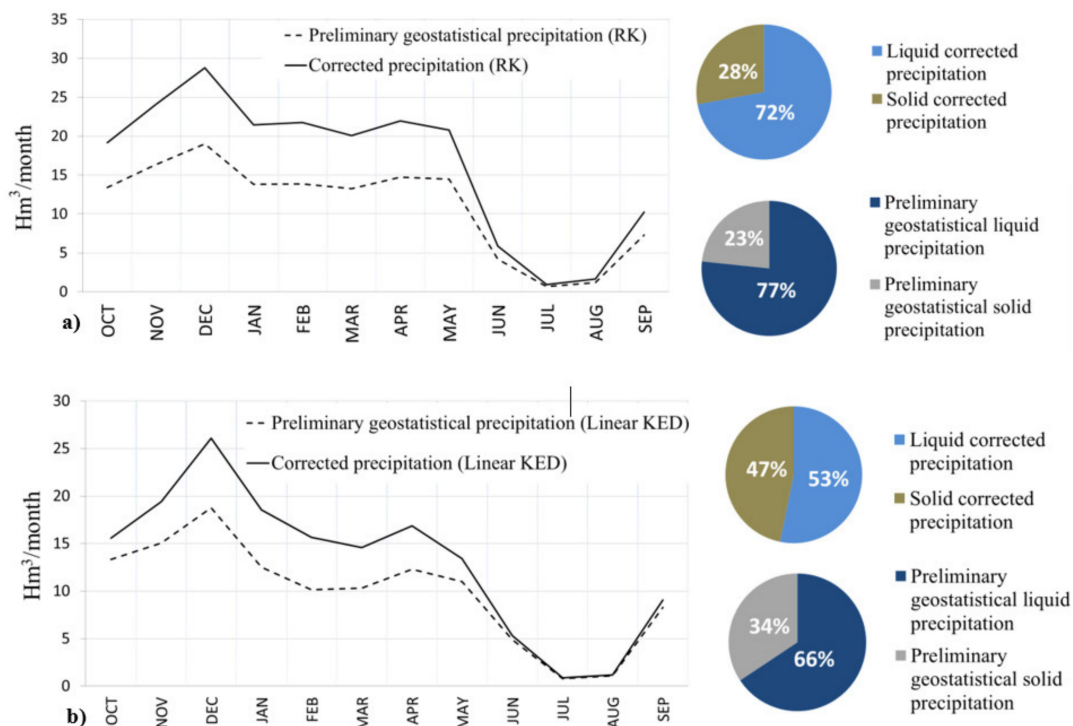 35
30
25
20
15
10
5
0
Hm³/month
Preliminary geostatistical precipitation (RK)
Corrected precipitation (RK)
OCT
NOV
DEC
JAN
FEB
MAR
APR
MAY
JUN
JUL
AUG
SEP
a)
28%
72%
Liquid corrected
precipitation
Solid corrected
precipitation
23%
77%
Preliminary
geostatistical liquid
precipitation
Preliminary
geostatistical solid
precipitation
30
25
20
15
10
5
0
Hm³/month
Preliminary geostatistical precipitation (Linear KED)
Corrected precipitation (Linear KED)
OCT
NOV
DEC
JAN
FEB
MAR
APR
MAY
JUN
JUL
AUG
SEP
b)
47%
53%
Liquid corrected
precipitation
Solid corrected
precipitation
34%
66%
Preliminary
geostatistical liquid
precipitation
Preliminary
geostatistical solid
precipitation